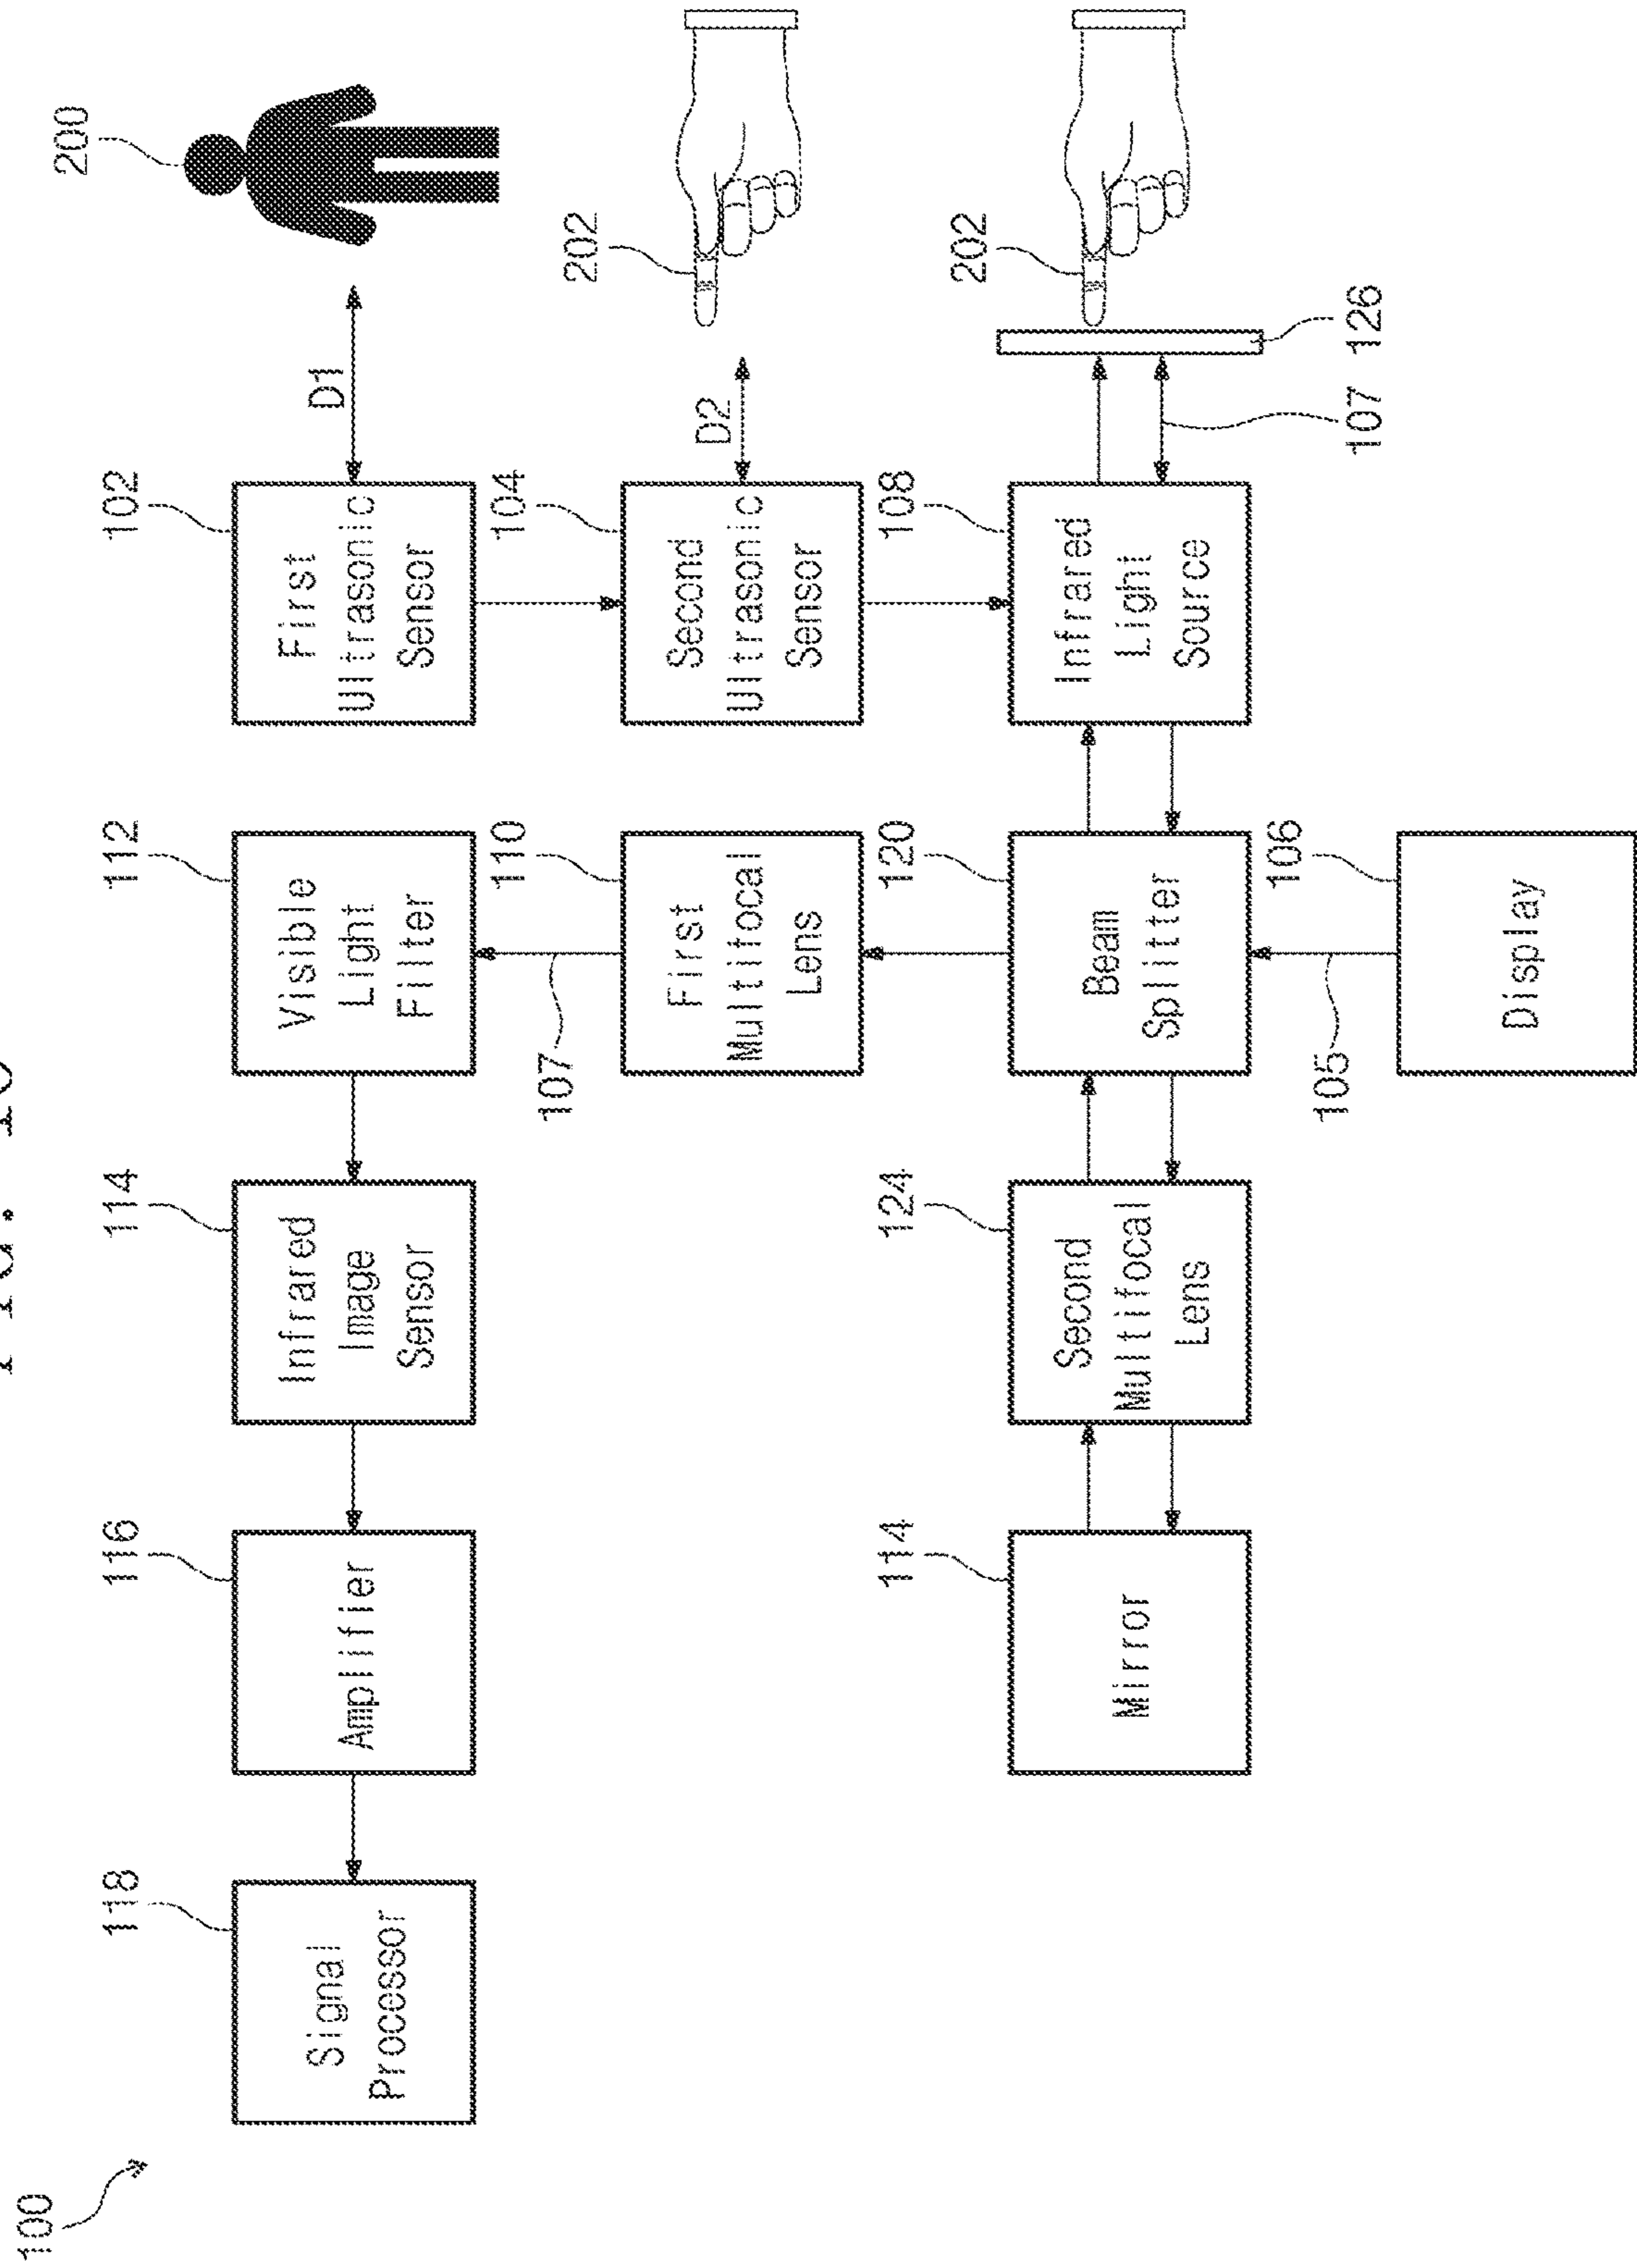 100
118
116
114
112
102
200
Signal
Processor
Amplifier
Infrared
Image
Sensor
Visible
Light
Filter
First
Ultrasonic
Sensor
D1
107
110
104
202
First
Multitocal
Lens
Second
Ultrasonic
Sensor
D2
114
124
120
108
202
Mirror
Second
Multifocal
Lens
Beam
Splitter
Infrared
Light
Source
105
106
107
126
Display